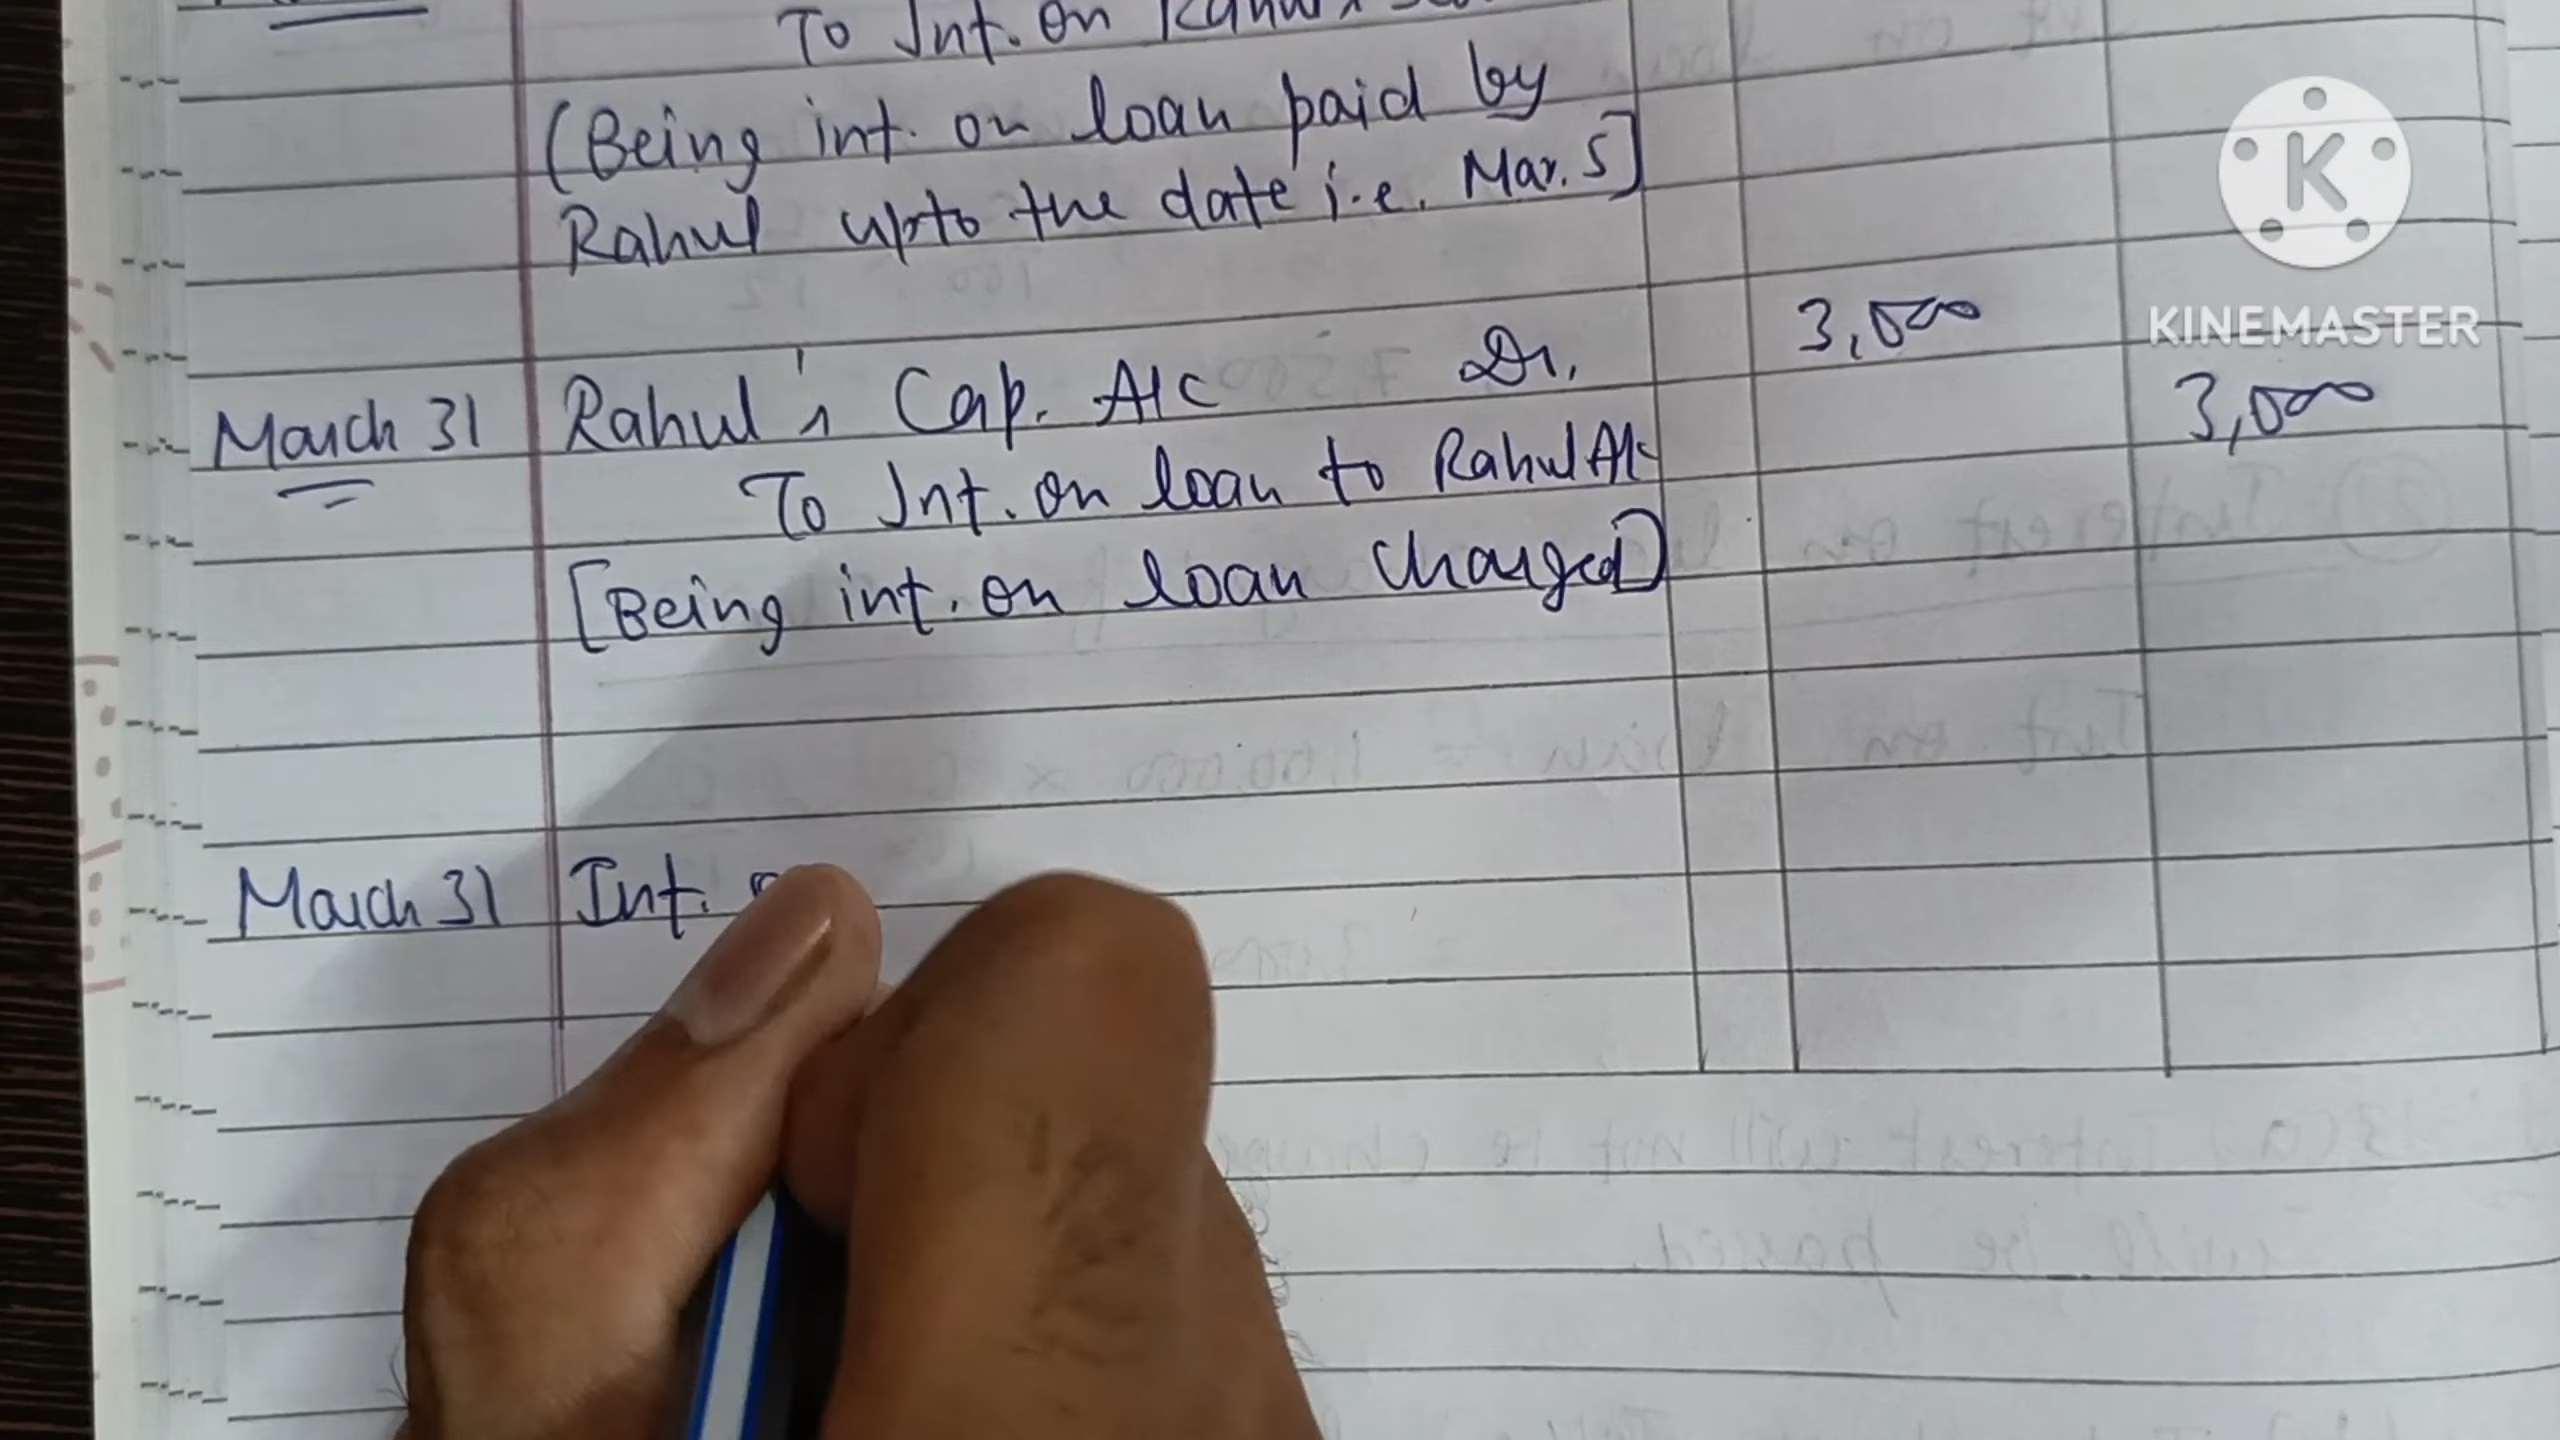 To Int. on
(Being int. on loan paid by
Rahul upto the date i.e. Mar. 5]
March 31 Rahul's Cap. A/c Dr. 3,000
To Int. on loan to Rahul A/c 3,000
[Being int. on loan charged]
March 31 Int.
K
KINEMASTER